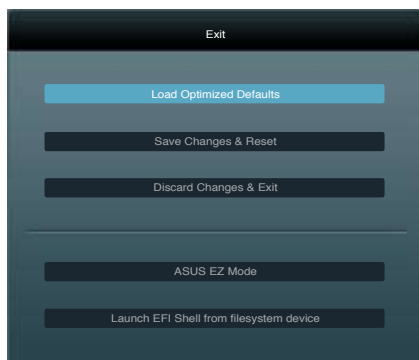 Exit
Load Optimized Defaults
Save Changes & Reset
Discard Changes & Exit
ASUS EZ Mode
Launch EFI Shell from filesystem device